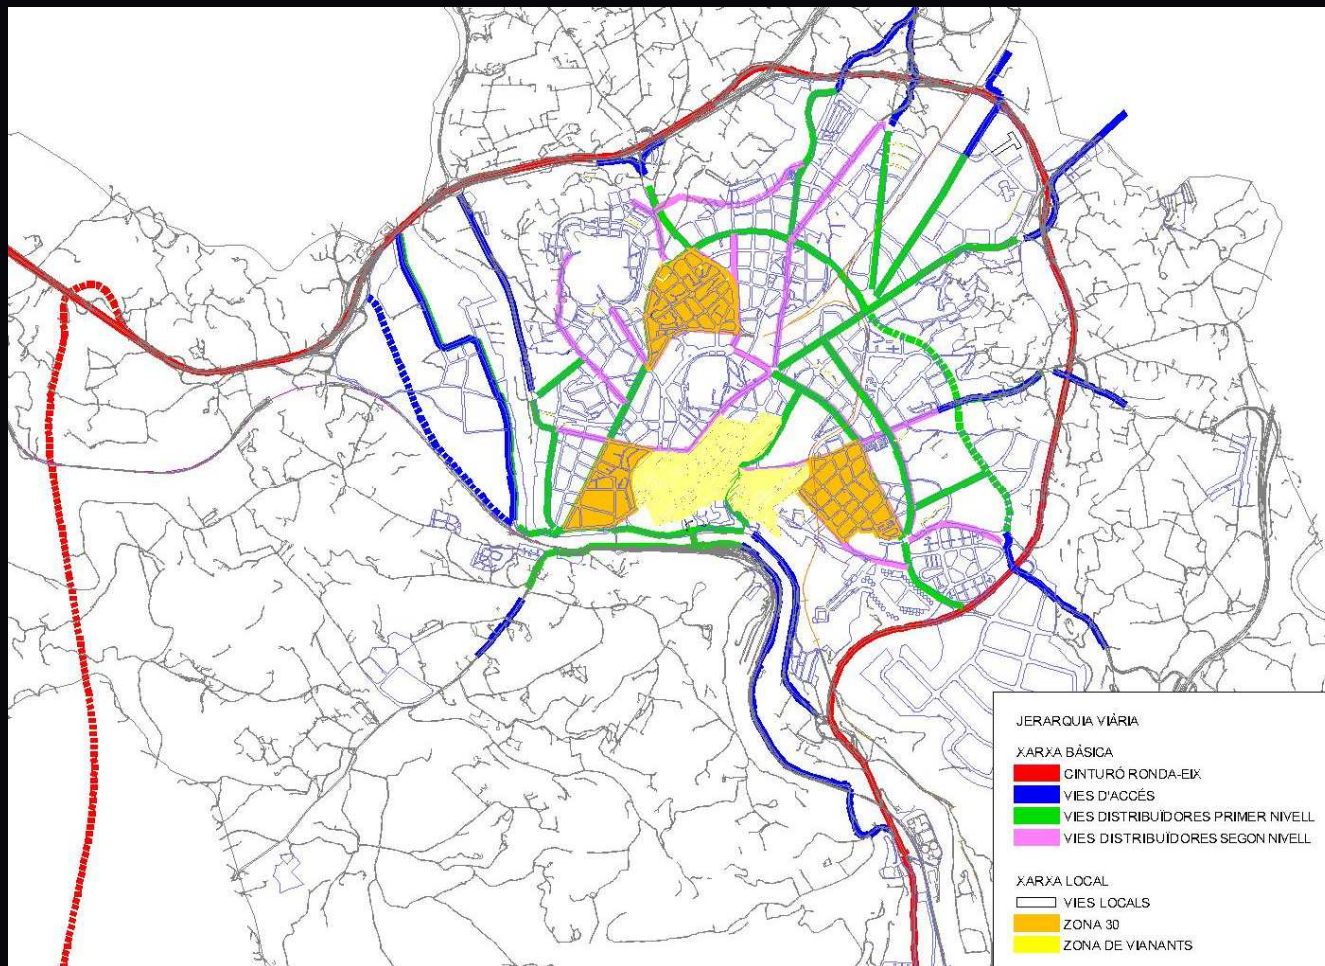 JERARQUIA VIÀRIA
XARXA BÀSICA
CINTURÓ RONDA-EIX
VIES D'ACCÉS
VIES DISTRIBUÏDORES PRIMER NIVELL
VIES DISTRIBUÏDORES SEGON NIVELL
XARXA LOCAL
VIES LOCALS
ZONA 30
ZONA DE VIANANTS